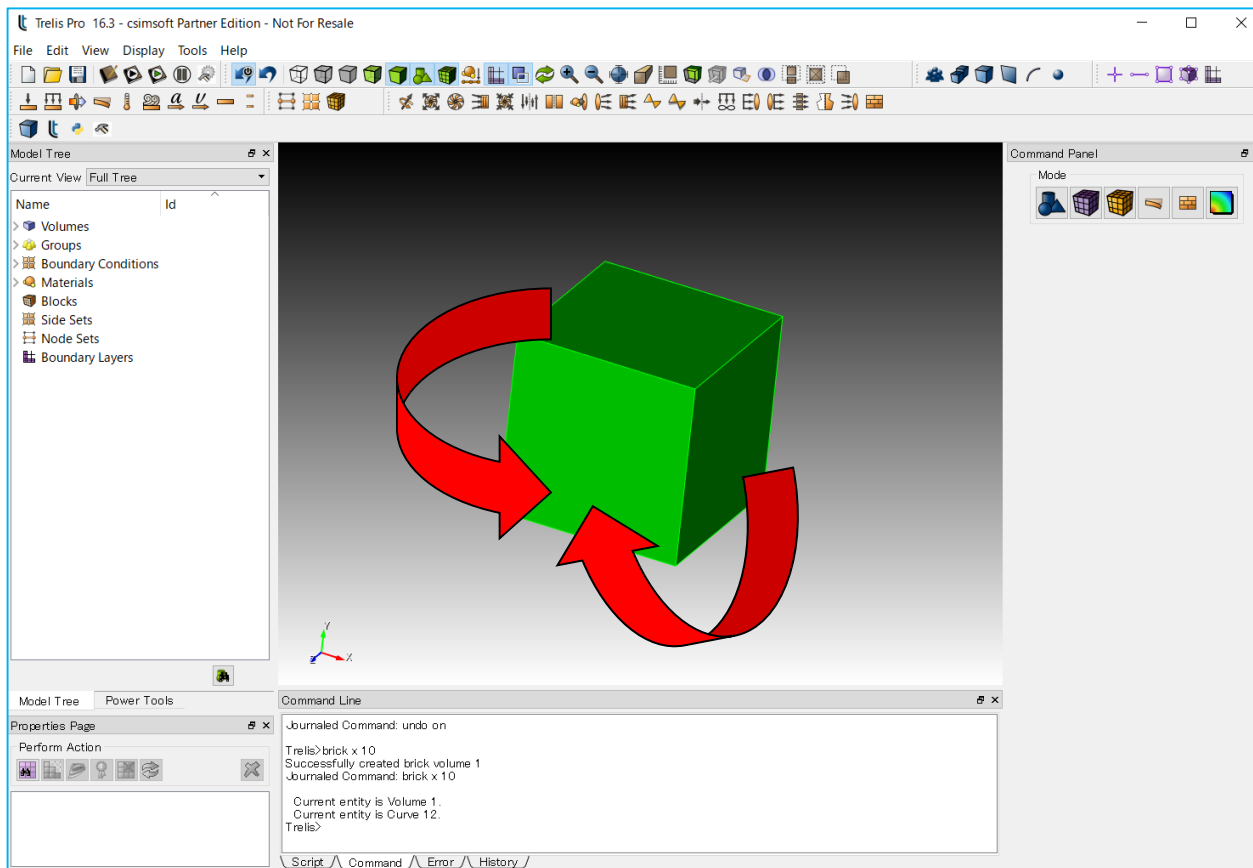 Trelis Pro 16.3 - csimsoft Partner Edition - Not For Resale
File Edit View Display Tools Help
Model Tree
Current View Full Tree
Name Id
Volumes
Groups
Boundary Conditions
Materials
Blocks
Side Sets
Node Sets
Boundary Layers
Model Tree Power Tools
Properties Page
Perform Action
Y
Z X
Command Line
Journaled Command: undo on
Trelis>brick x 10
Successfully created brick volume 1
Journaled Command: brick x 10
Current entity is Volume 1.
Current entity is Curve 12.
Trelis>
Script Command Error History
Command Panel
Mode